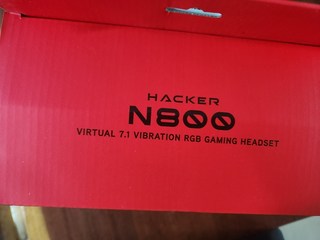 HACKER
N800
VIRTUAL 7.1 VIBRATION RGB GAMING HEADSET